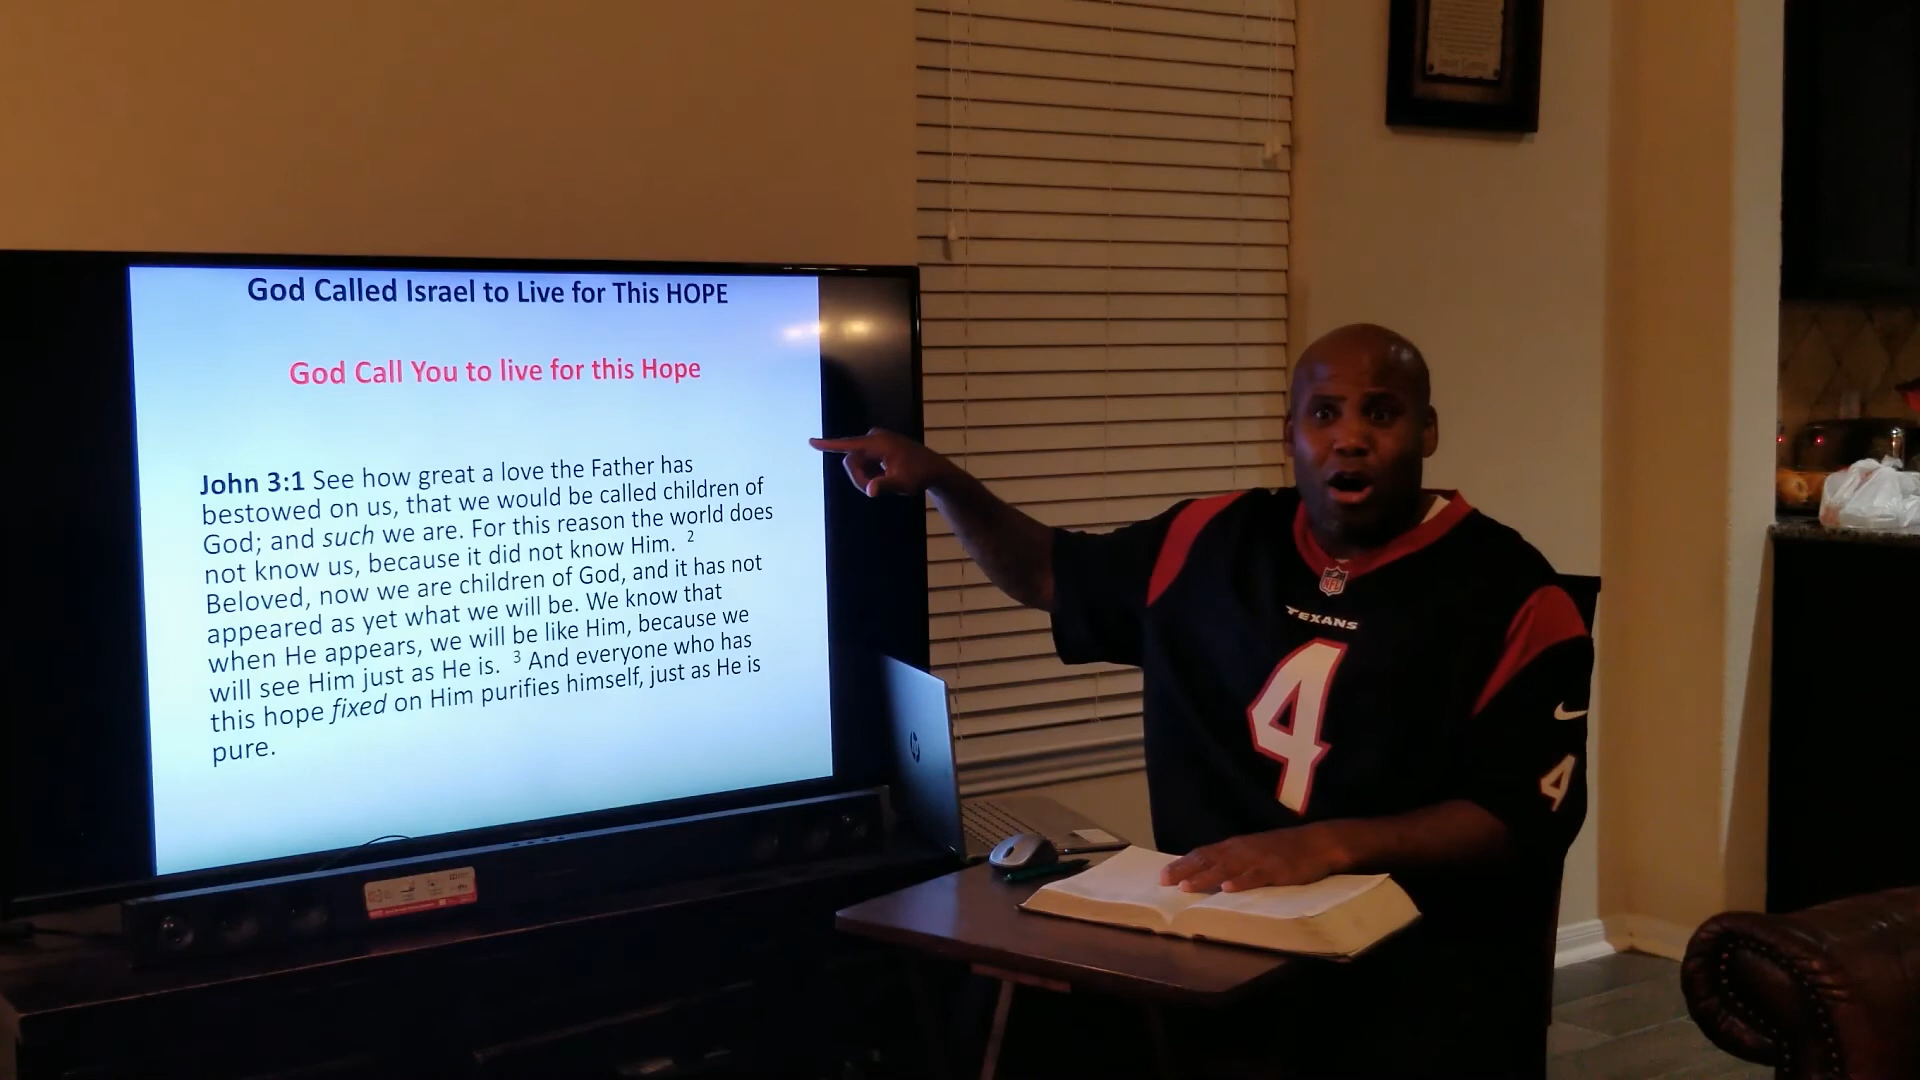 God Called Israel to Live for This HOPE
God Call You to live for this Hope
John 3:1 See how great a love the Father has
bestowed on us, that we would be called children of
God; and such we are. For this reason the world does
not know us, because it did not know Him. 2
Beloved, now we are children of God, and it has not
appeared as yet what we will be. We know that
when He appears, we will be like Him, because we
will see Him just as He is. 3 And everyone who has
this hope fixed on Him purifies himself, just as He is
pure.
NFL
TEXANS
4
4
hp